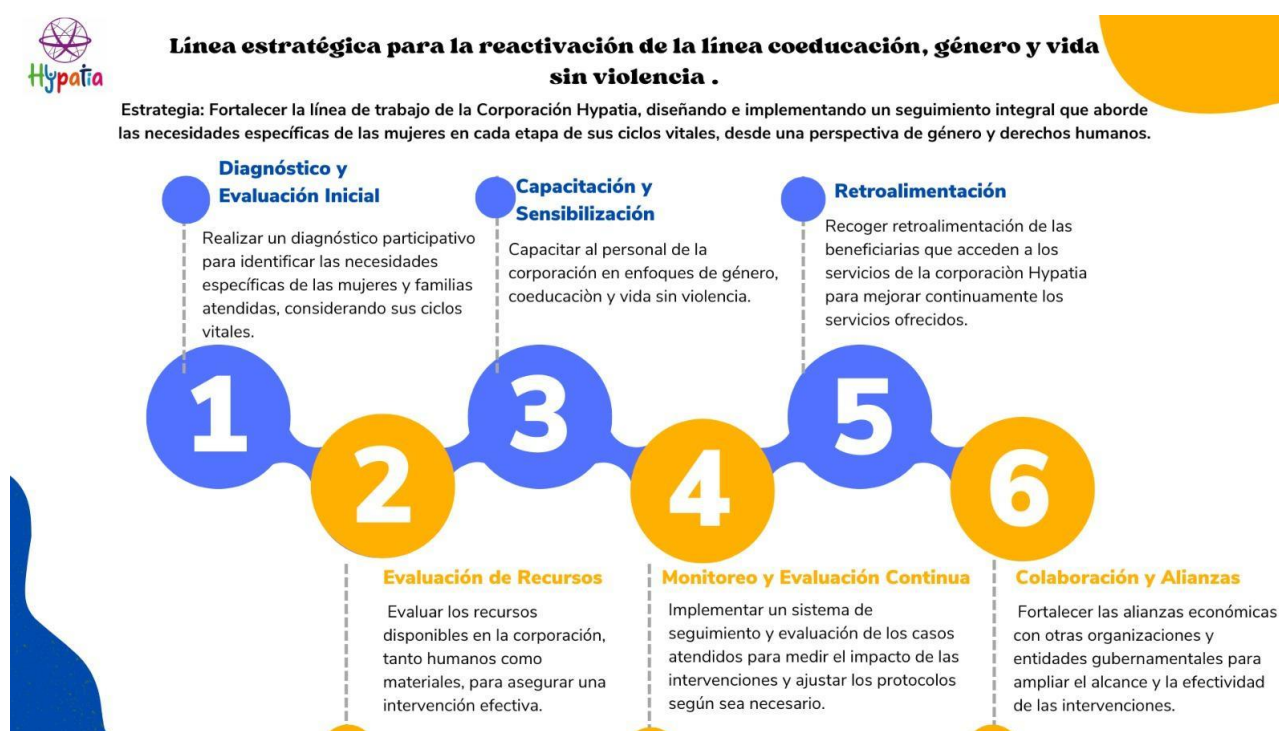 Hypatia
Línea estratégica para la reactivación de la línea coeducación, género y vida
sin violencia .
Estrategia: Fortalecer la línea de trabajo de la Corporación Hypatia, diseñando e implementando un seguimiento integral que aborde
las necesidades específicas de las mujeres en cada etapa de sus ciclos vitales, desde una perspectiva de género y derechos humanos.
Diagnóstico y
Evaluación Inicial
Realizar un diagnóstico participativo
para identificar las necesidades
específicas de las mujeres y familias
atendidas, considerando sus ciclos
vitales.
Capacitación y
Sensibilización
Capacitar al personal de la
corporación en enfoques de género,
coeducaciòn y vida sin violencia.
Retroalimentación
Recoger retroalimentación de las
beneficiarias que acceden a los
servicios de la corporaciòn Hypatia
para mejorar continuamente los
servicios ofrecidos.
1
2
3
4
5
6
Evaluación de Recursos
Evaluar los recursos
disponibles en la corporación,
tanto humanos como
materiales, para asegurar una
intervención efectiva.
Monitoreo y Evaluación Continua
Implementar un sistema de
seguimiento y evaluación de los casos
atendidos para medir el impacto de las
intervenciones y ajustar los protocolos
según sea necesario.
Colaboración y Alianzas
Fortalecer las alianzas económicas
con otras organizaciones y
entidades gubernamentales para
ampliar el alcance y la efectividad
de las intervenciones.